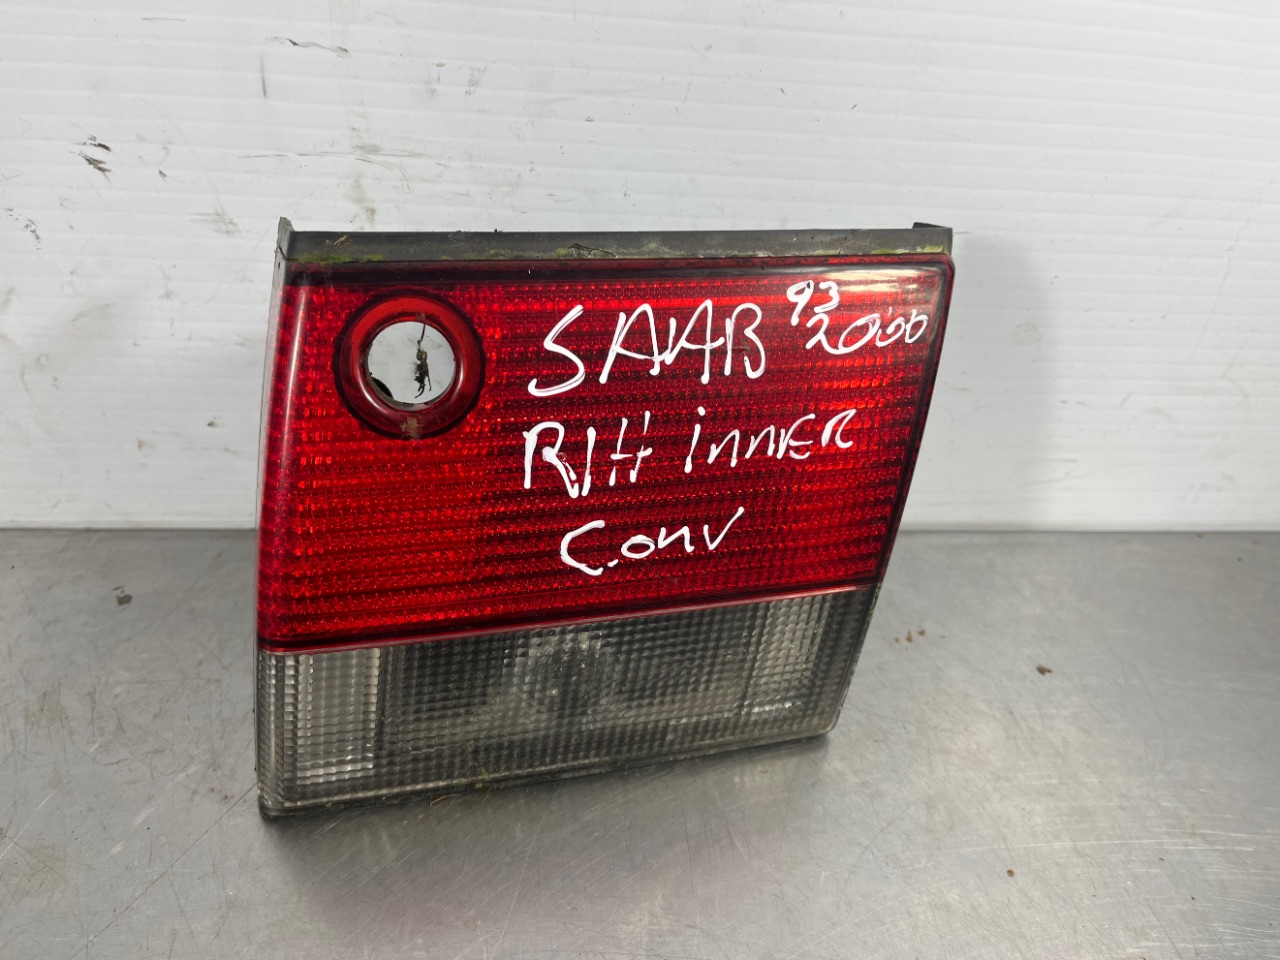 SAAB 93
2000
R/H inner
Conv